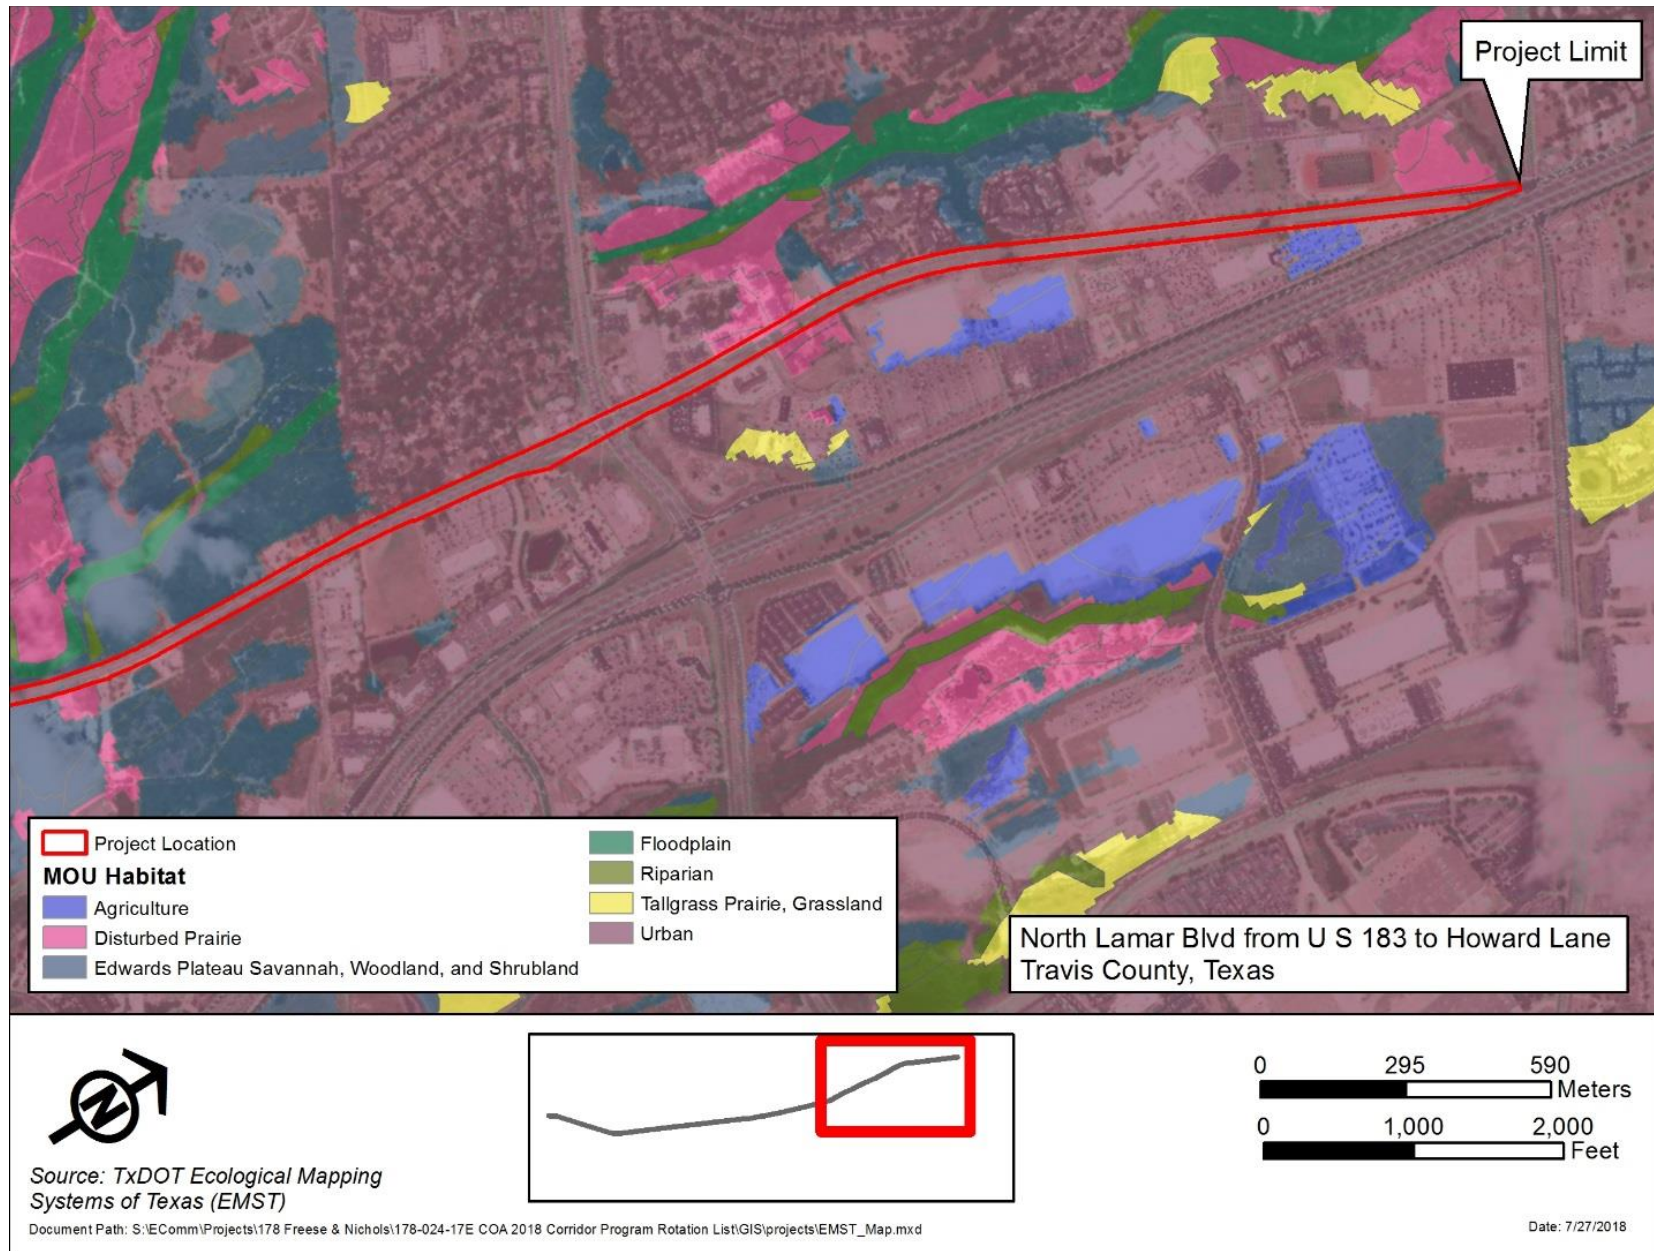 Project Limit
Project Location
MOU Habitat
Agriculture
Disturbed Prairie
Edwards Plateau Savannah, Woodland, and Shrubland
Floodplain
Riparian
Tallgrass Prairie, Grassland
Urban
North Lamar Blvd from U S 183 to Howard Lane
Travis County, Texas
N
Source: TxDOT Ecological Mapping
Systems of Texas (EMST)
0 295 590
Meters
0 1,000 2,000
Feet
Document Path: S:\EComm\Projects\178 Freese & Nichols\178-024-17E COA 2018 Corridor Program Rotation List\GIS\projects\EMST_Map.mxd
Date: 7/27/2018